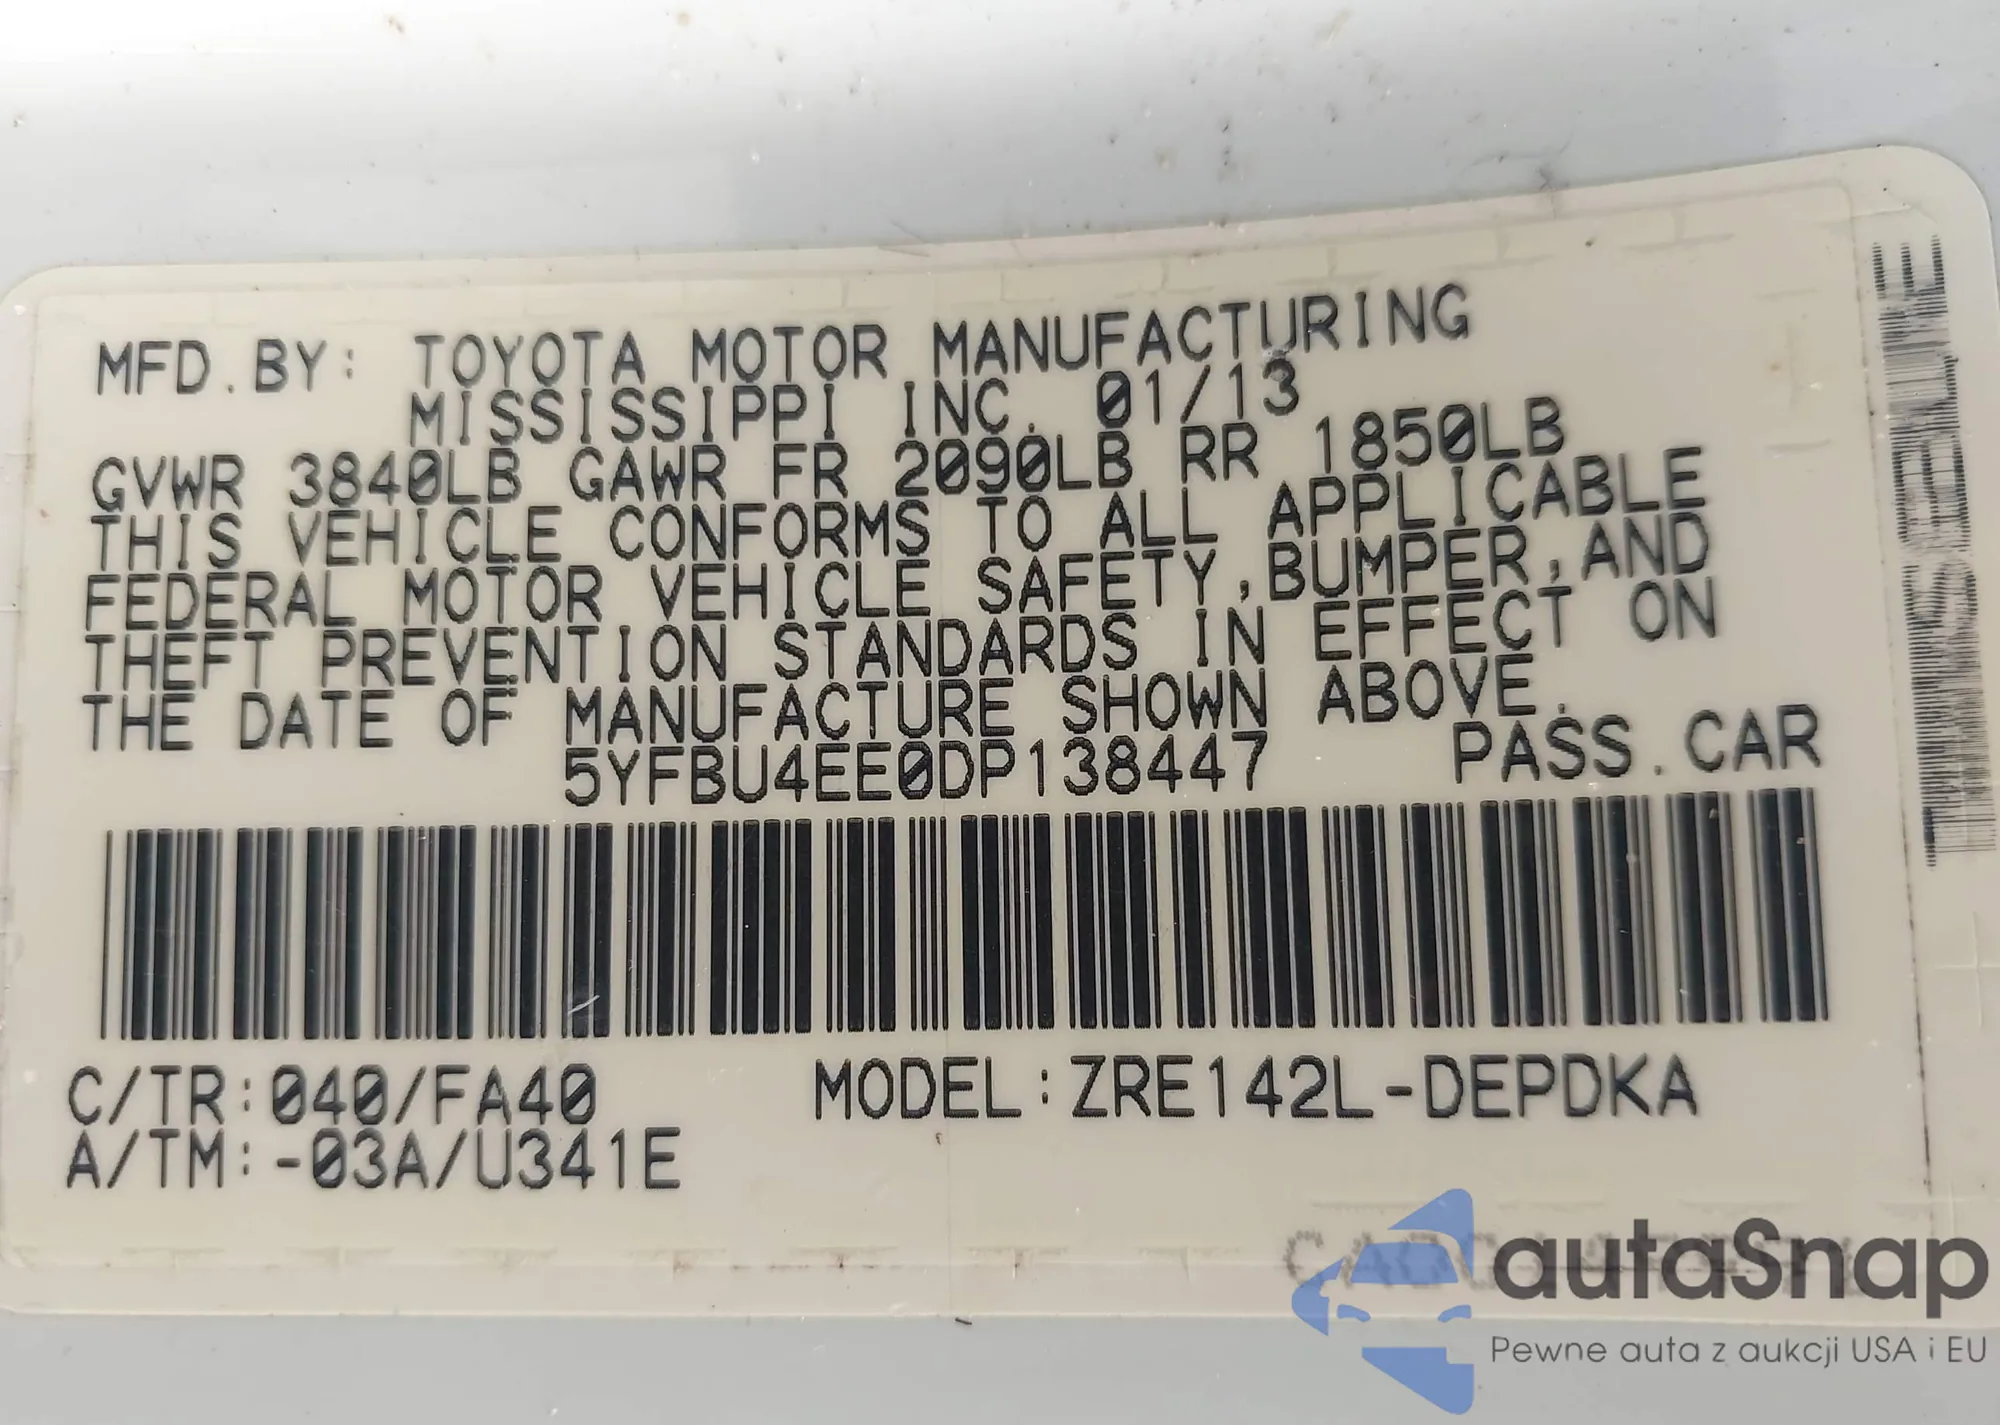 MFD.BY: TOYOTA MOTOR MANUFACTURING
MISSISSIPPI INC. 01/13
GVWR 3840LB GAWR FR 2090LB RR 1850LB
THIS VEHICLE CONFORMS TO ALL APPLICABLE
FEDERAL MOTOR VEHICLE SAFETY,BUMPER,AND
THEFT PREVENTION STANDARDS IN EFFECT ON
THE DATE OF MANUFACTURE SHOWN ABOVE.
5YFBU4EE0DP138447 PASS.CAR
C/TR:040/FA40 MODEL:ZRE142L-DEPDKA
A/TM:-03A/U341E
autoSnap
Pewne auta z aukcji USA i EU